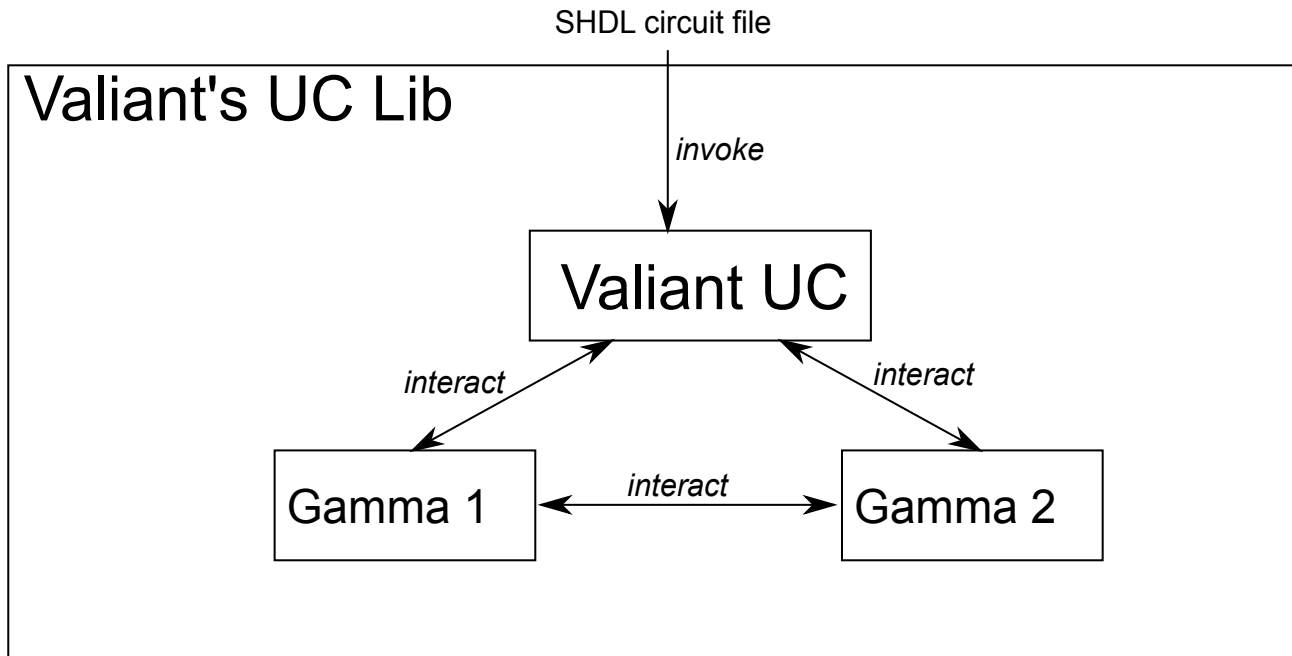 SHDL circuit file
Valiant's UC Lib
invoke
Valiant UC
interact
interact
Gamma 1
interact
Gamma 2